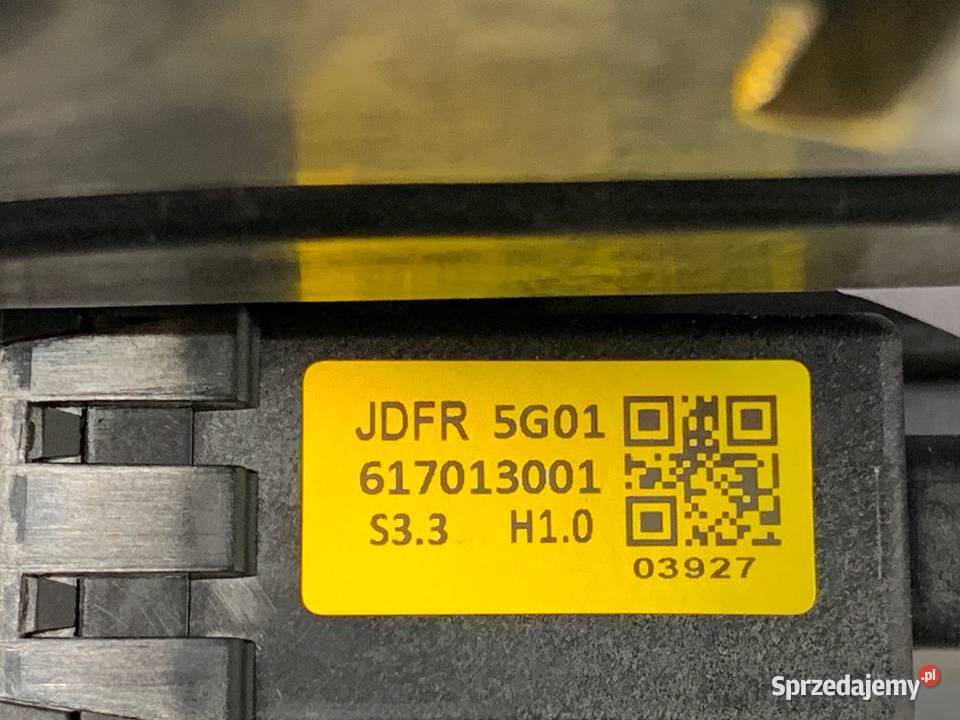 JDFR 5G01
617013001
S3.3 H1.0
03927
Sprzedajemy.pl